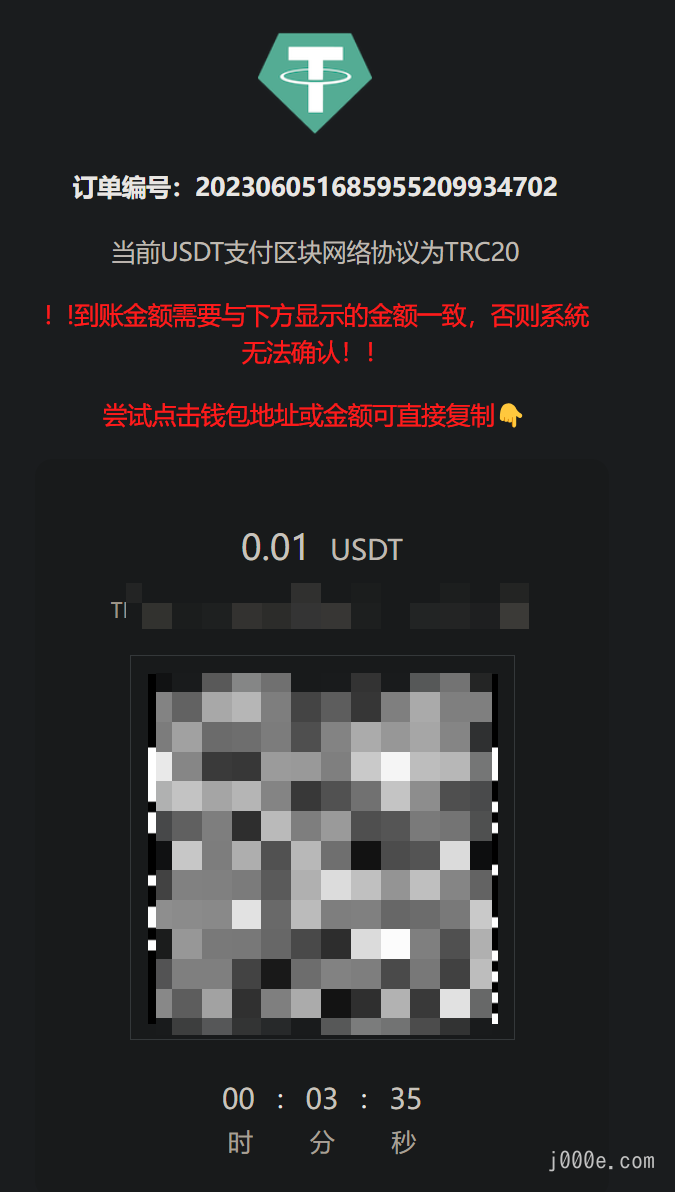 订单编号：202306051685955209934702
当前USDT支付区块网络协议为TRC20
！!到账金额需要与下方显示的金额一致，否则系統
无法确认！!
尝试点击钱包地址或金额可直接复制👇
0.01 USDT
00 : 03 : 35
时 分 秒
j000e.com